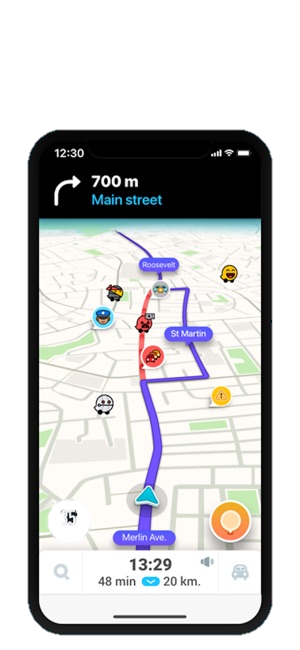 12:30
700 m
Main street
Roosevelt
St Martin
Merlin Ave.
13:29
48 min 20 km.